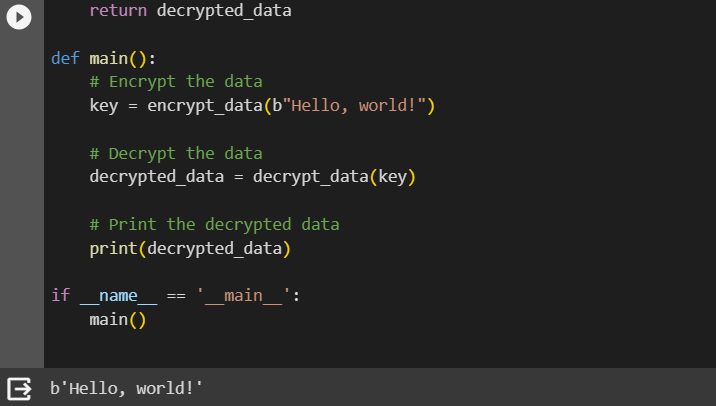 return decrypted_data

def main():
    # Encrypt the data
    key = encrypt_data(b"Hello, world!")

    # Decrypt the data
    decrypted_data = decrypt_data(key)

    # Print the decrypted data
    print(decrypted_data)

if __name__ == '__main__':
    main()

b'Hello, world!'